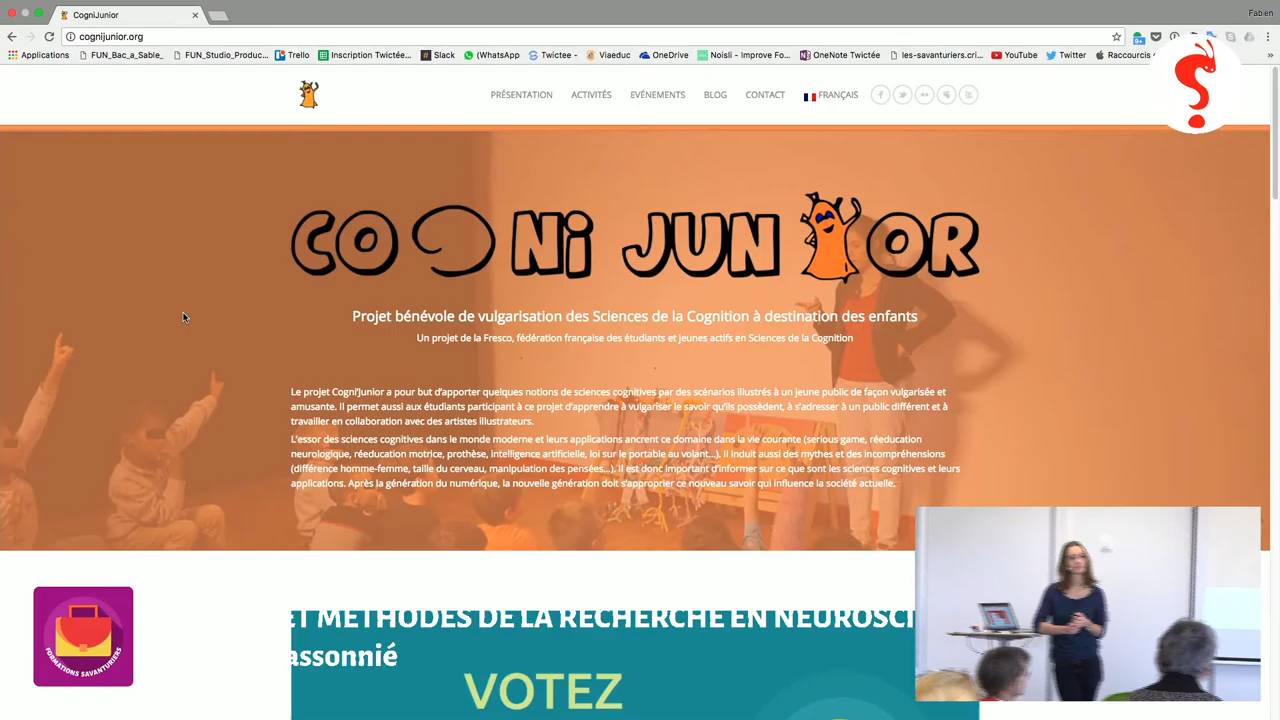 CogniJunior
Fabien
cognijunior.org
Applications FUN_Bac_a_Sable_ FUN_Studio_Produc... Trello Inscription Twictée... Slack (WhatsApp Twictee - Viaeduc OneDrive Noisli - Improve Fo... OneNote Twictée les-savanturiers.cri... YouTube Twitter Raccourcis »
PRÉSENTATION ACTIVITÉS EVÉNEMENTS BLOG CONTACT FRANÇAIS
COGNI JUNIOR
Projet bénévole de vulgarisation des Sciences de la Cognition à destination des enfants
Un projet de la Fresco, fédération française des étudiants et jeunes actifs en Sciences de la Cognition
Le projet Cogni'Junior a pour but d'apporter quelques notions de sciences cognitives par des scénarios illustrés à un jeune public de façon vulgarisée et
amusante. Il permet aussi aux étudiants participant à ce projet d'apprendre à vulgariser le savoir qu'ils possèdent, à s'adresser à un public différent et à
travailler en collaboration avec des artistes illustrateurs.
L'essor des sciences cognitives dans le monde moderne et leurs applications ancrent ce domaine dans la vie courante (serious game, rééducation
neurologique, rééducation motrice, prothèse, intelligence artificielle, loi sur le portable au volant...). Il induit aussi des mythes et des incompréhensions
(différence homme-femme, taille du cerveau, manipulation des pensées...). Il est donc important d'informer sur ce que sont les sciences cognitives et leurs
applications. Après la génération du numérique, la nouvelle génération doit s'approprier ce nouveau savoir qui influence la société actuelle.
ET METHODES DE LA RECHERCHE EN NEUROSCI
assonnié
VOTEZ
FORMATIONS SAVANTURIERS